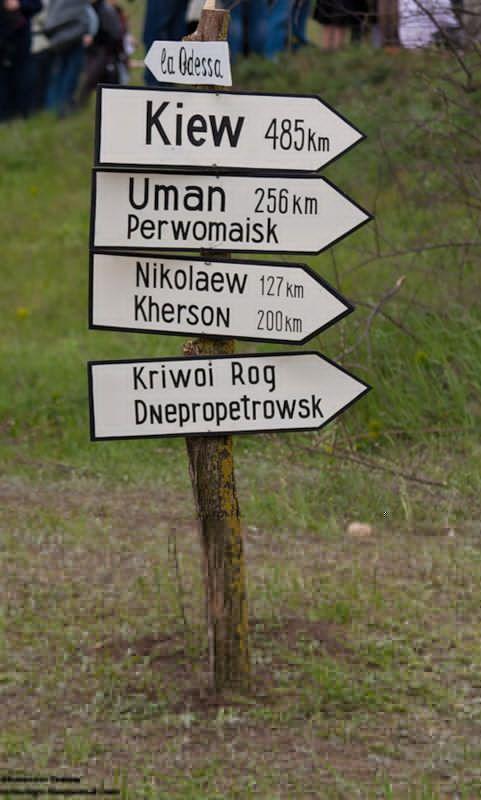 la Odessa
Kiew 485km
Uman 256km
Perwomaisk
Nikolaew 127km
Kherson 200km
Kriwoi Rog
Dnepropetrowsk